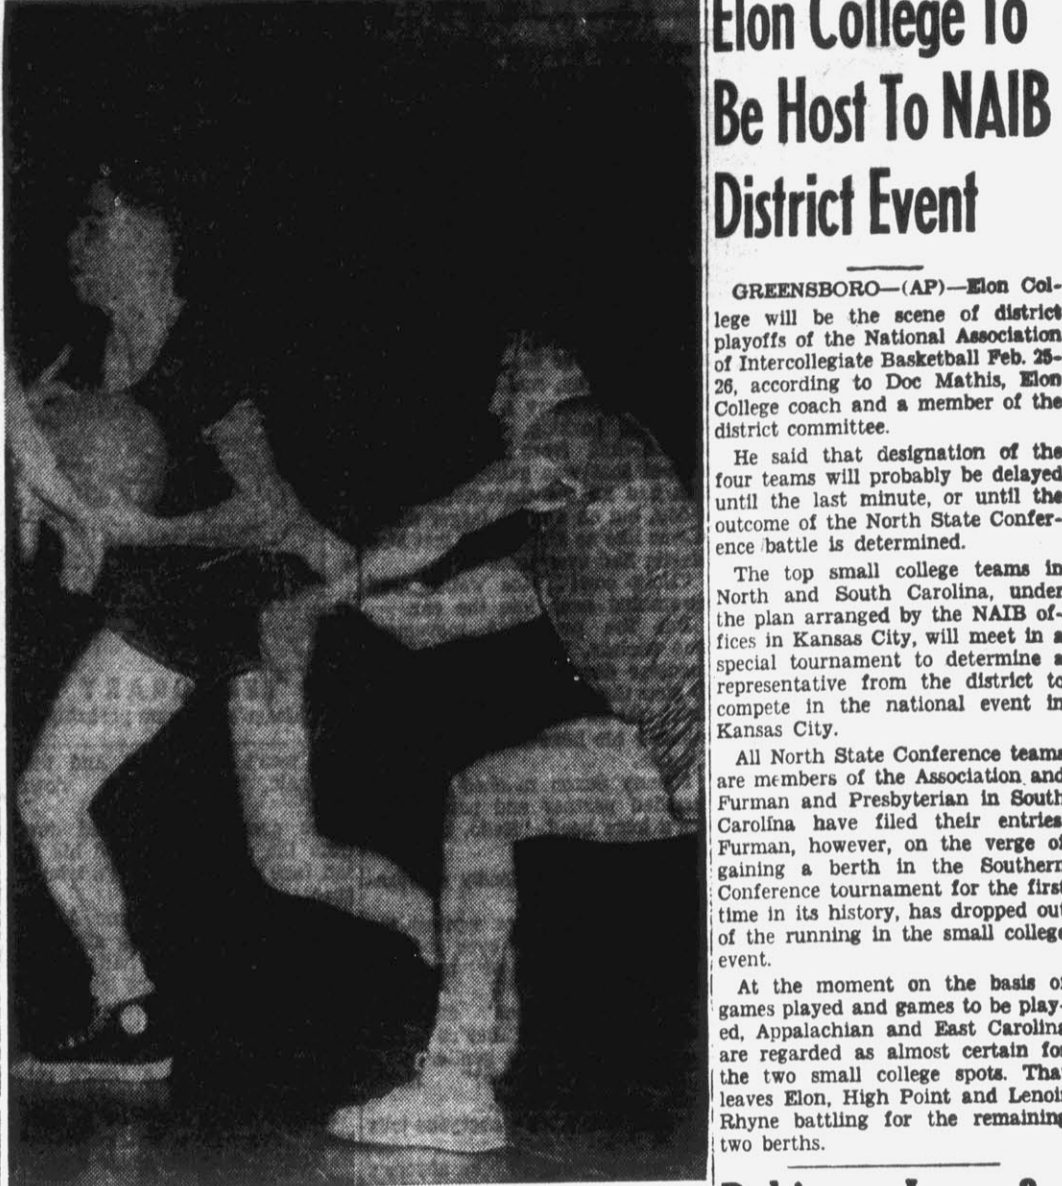 Elon College To
Be Host To NAIB
District Event
GREENSBORO—(AP)—Elon Col-
lege will be the scene of district
playoffs of the National Association
of Intercollegiate Basketball Feb. 25-
26, according to Doc Mathis, Elon
College coach and a member of the
district committee.
He said that designation of the
four teams will probably be delayed
until the last minute, or until the
outcome of the North State Confer-
ence battle is determined.
The top small college teams in
North and South Carolina, under
the plan arranged by the NAIB of-
fices in Kansas City, will meet in a
special tournament to determine a
representative from the district to
compete in the national event in
Kansas City.
All North State Conference teams
are members of the Association and
Furman and Presbyterian in South
Carolina have filed their entries
Furman, however, on the verge of
gaining a berth in the Southern
Conference tournament for the first
time in its history, has dropped out
of the running in the small college
event.
At the moment on the basis of
games played and games to be play-
ed, Appalachian and East Carolina
are regarded as almost certain for
the two small college spots. That
leaves Elon, High Point and Lenoir
Rhyne battling for the remaining
two berths.